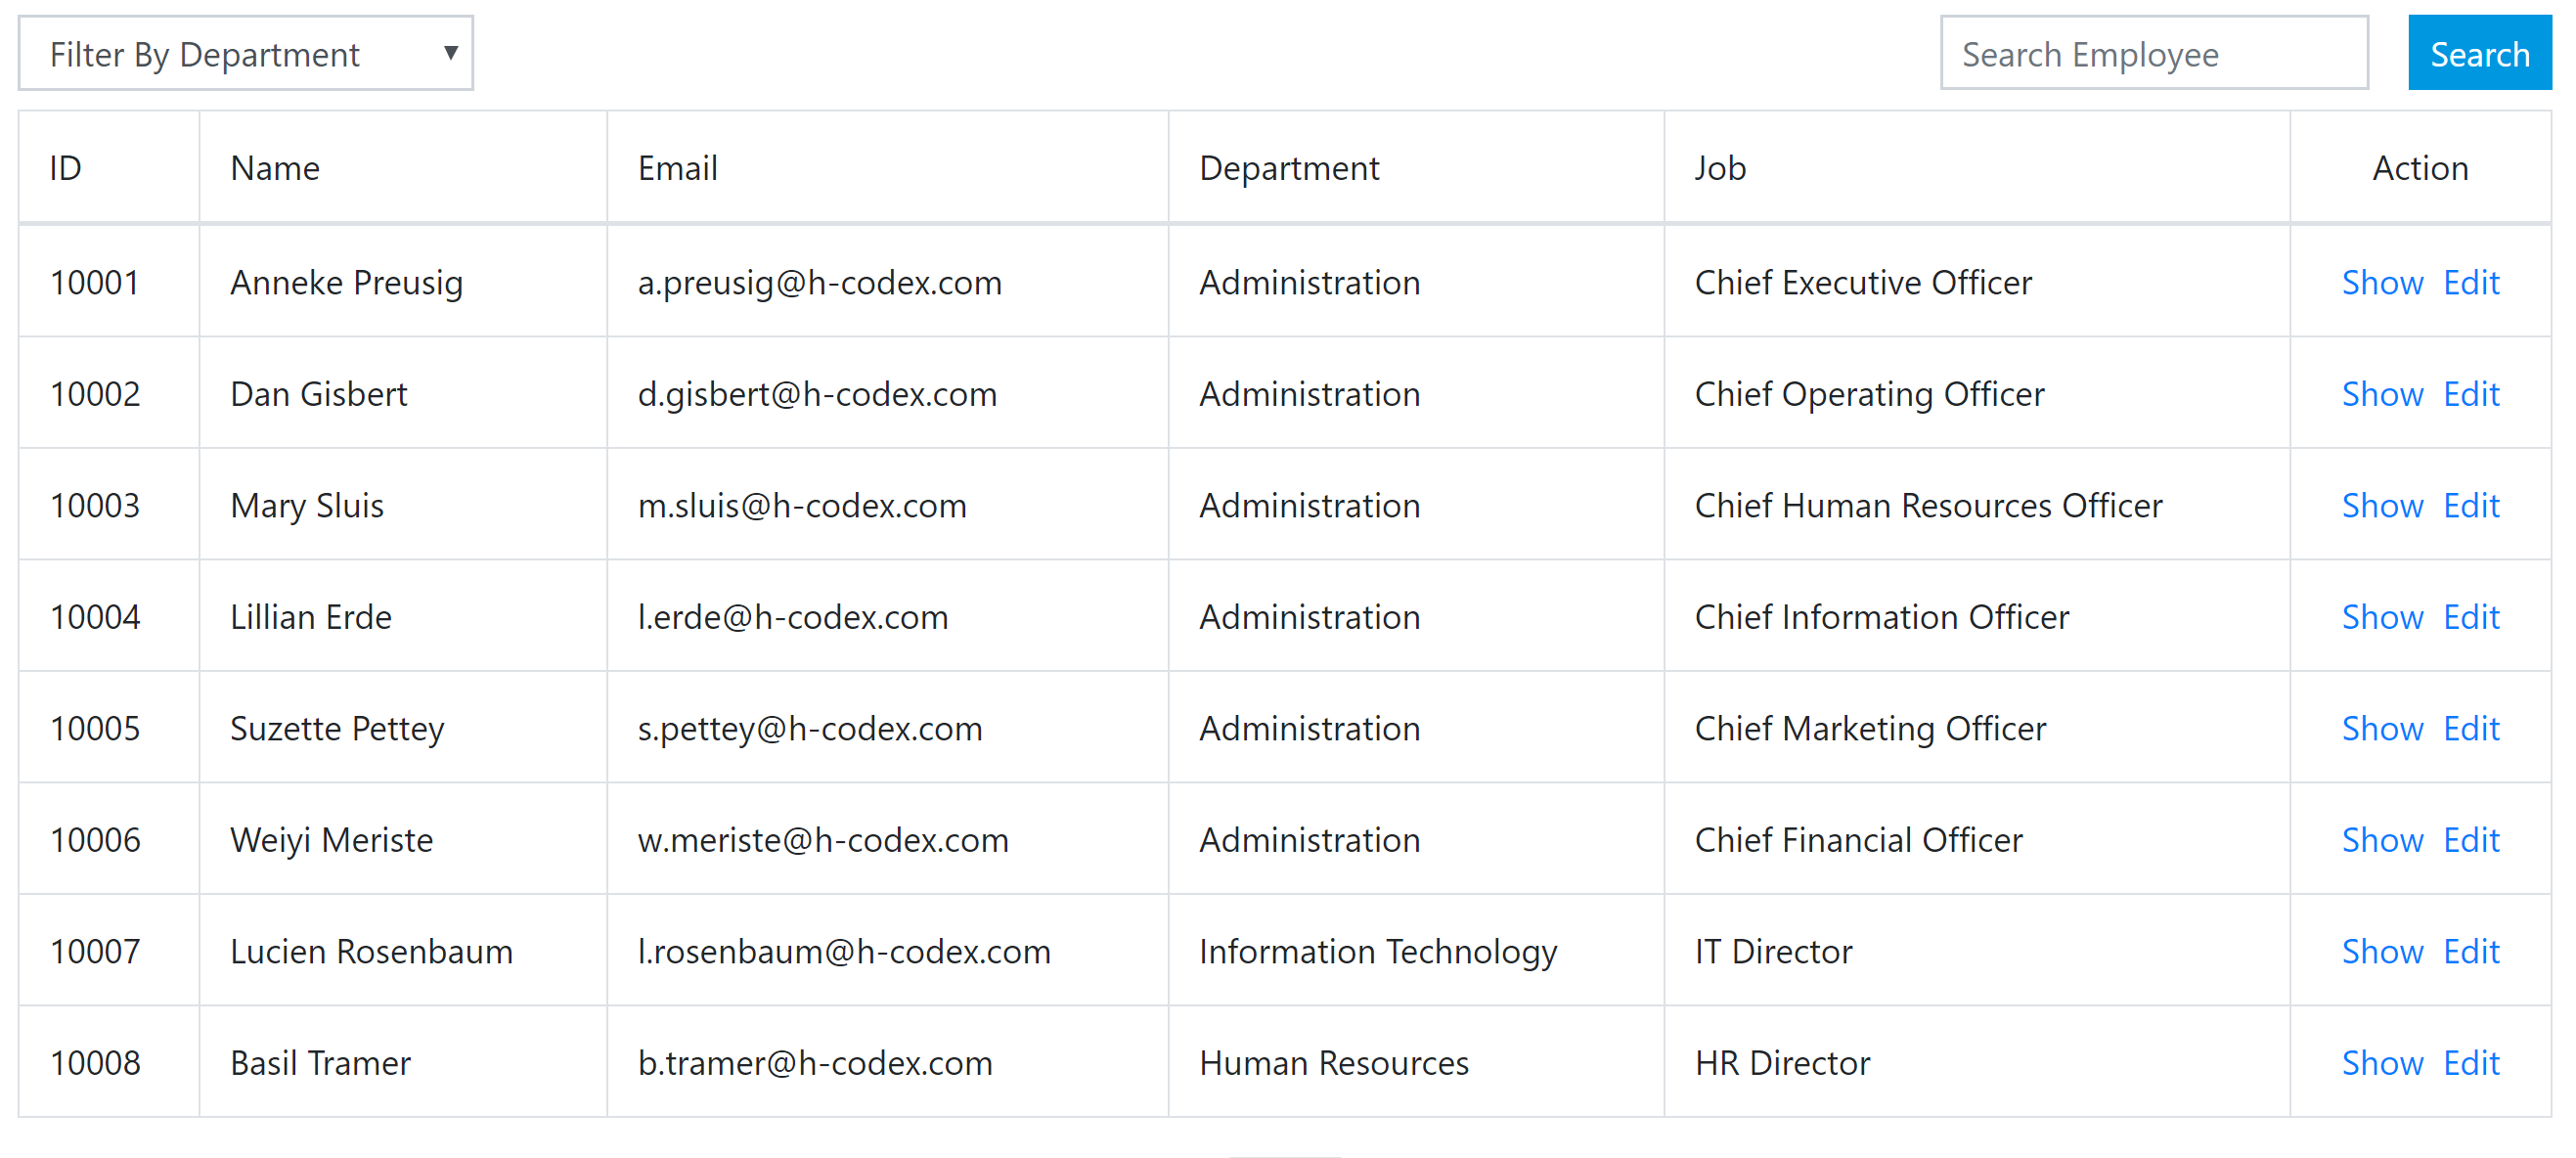 Filter By Department ▼ Search Employee Search
ID Name Email Department Job Action
10001 Anneke Preusig a.preusig@h-codex.com Administration Chief Executive Officer Show Edit
10002 Dan Gisbert d.gisbert@h-codex.com Administration Chief Operating Officer Show Edit
10003 Mary Sluis m.sluis@h-codex.com Administration Chief Human Resources Officer Show Edit
10004 Lillian Erde l.erde@h-codex.com Administration Chief Information Officer Show Edit
10005 Suzette Pettey s.pettey@h-codex.com Administration Chief Marketing Officer Show Edit
10006 Weiyi Meriste w.meriste@h-codex.com Administration Chief Financial Officer Show Edit
10007 Lucien Rosenbaum l.rosenbaum@h-codex.com Information Technology IT Director Show Edit
10008 Basil Tramer b.tramer@h-codex.com Human Resources HR Director Show Edit